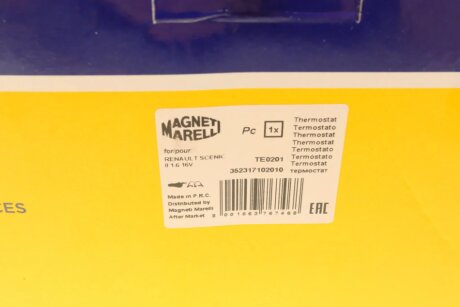 MAGNETI
MARELLI
Pc 1x
for/pour:
RENAULT SCENIC
II 1.6 16V
TE0201
352317102010
Thermostat
Termostato
Thermostat
Thermostat
Termostato
Termostato
Termostato
термостат
Made in P.R.C.
Distributed by
Magneti Marelli
After Market
EAC
CES